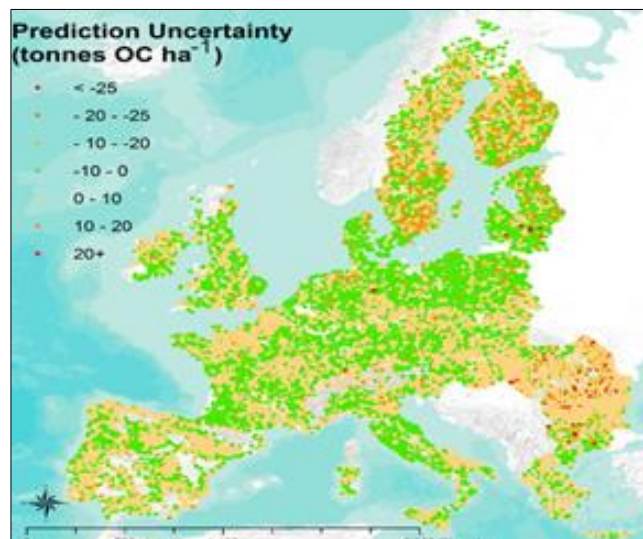 Prediction Uncertainty
(tonnes OC ha⁻¹)
< -25
- 20 - -25
- 10 - -20
-10 - 0
0 - 10
10 - 20
20+